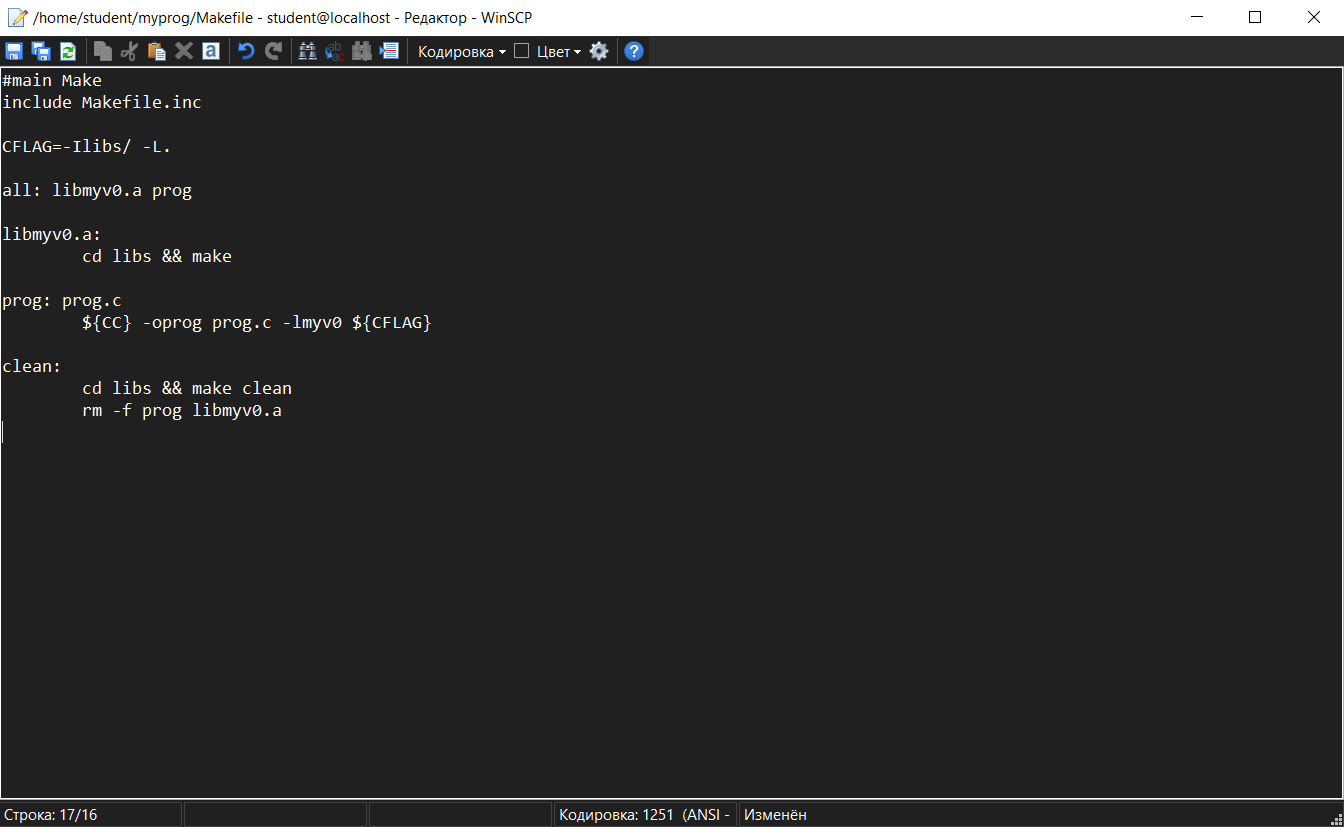 /home/student/myprog/Makefile - student@localhost - Редактор - WinSCP
Кодировка Цвет
#main Make
include Makefile.inc
CFLAG=-Ilibs/ -L.
all: libmyv0.a prog
libmyv0.a:
cd libs && make
prog: prog.c
${CC} -oprog prog.c -lmyv0 ${CFLAG}
clean:
cd libs && make clean
rm -f prog libmyv0.a
Строка: 17/16 Кодировка: 1251 (ANSI - Изменён